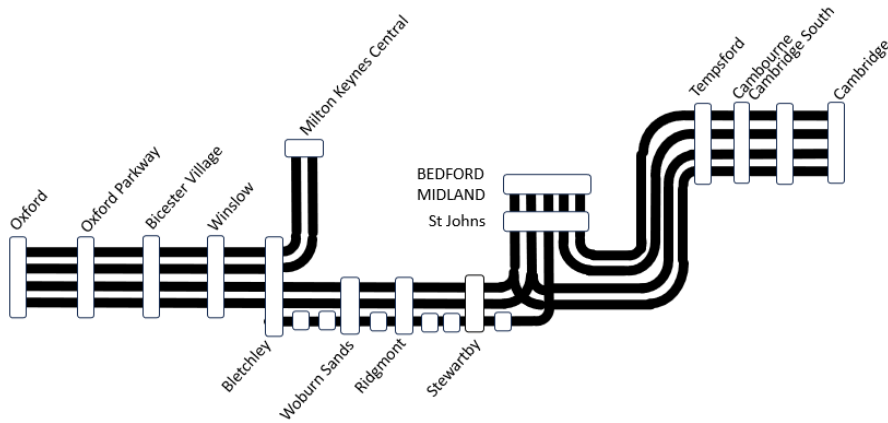 Oxford
Oxford Parkway
Bicester Village
Winslow
Bletchley
Milton Keynes Central
Woburn Sands
Ridgmont
Stewartby
BEDFORD
MIDLAND
St Johns
Tempsford
Cambourne
Cambridge South
Cambridge